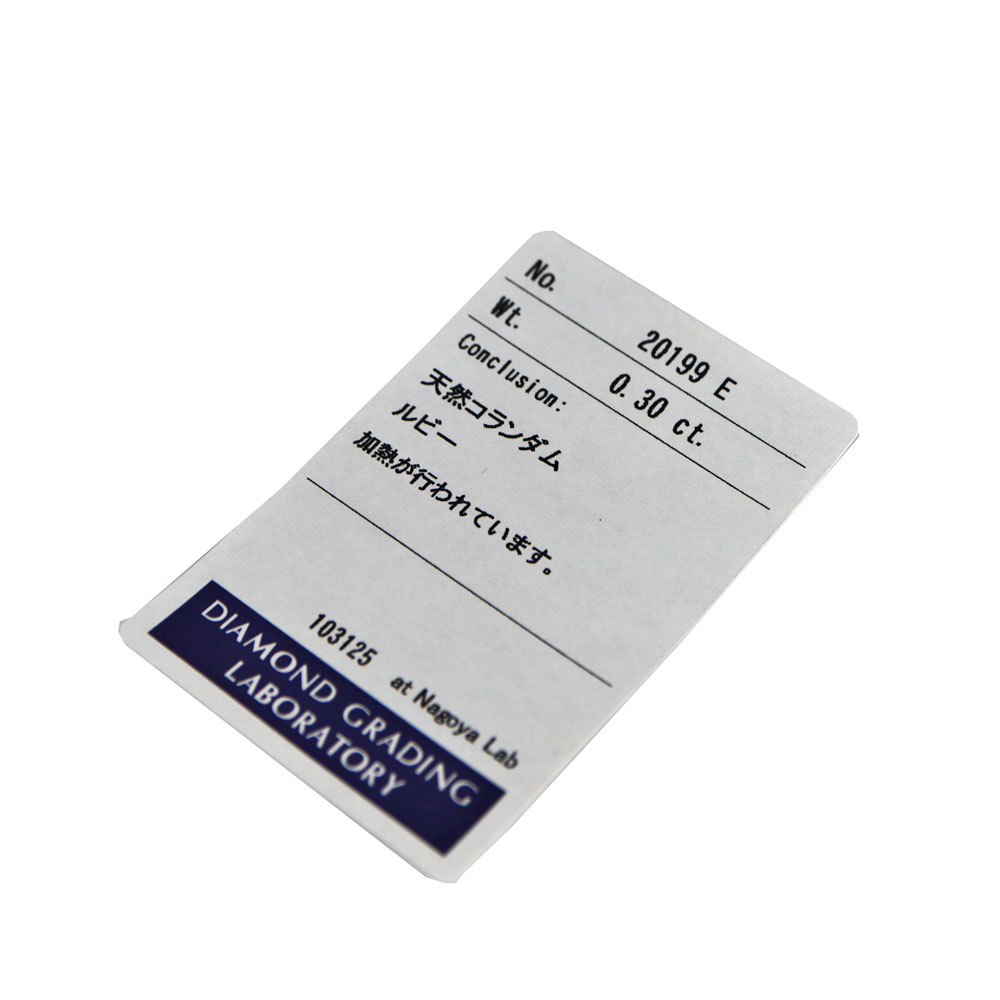 No. 20199 E
Wt. 0.30 ct.
Conclusion:
天然コランダム
ルビー
加熱が行われています。
103125 at Nagoya Lab
DIAMOND GRADING
LABORATORY